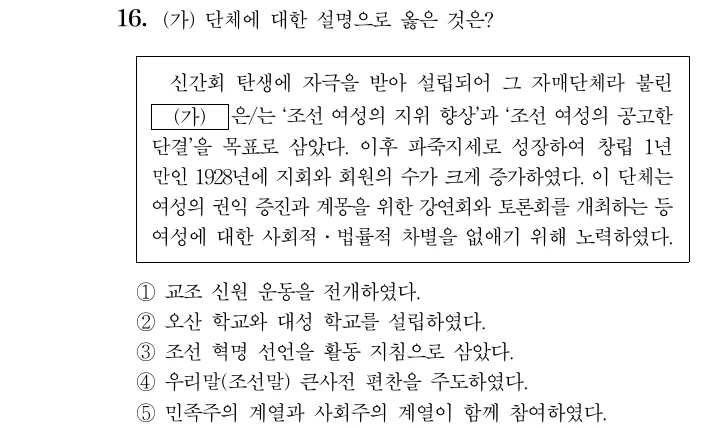 16. (가) 단체에 대한 설명으로 옳은 것은?
신간회 탄생에 자극을 받아 설립되어 그 자매단체라 불린
(가) 은/는 ‘조선 여성의 지위 향상’과 ‘조선 여성의 공고한
단결’을 목표로 삼았다. 이후 파죽지세로 성장하여 창립 1년
만인 1928년에 지회와 회원의 수가 크게 증가하였다. 이 단체는
여성의 권익 증진과 계몽을 위한 강연회와 토론회를 개최하는 등
여성에 대한 사회적·법률적 차별을 없애기 위해 노력하였다.
① 교조 신원 운동을 전개하였다.
② 오산 학교와 대성 학교를 설립하였다.
③ 조선 혁명 선언을 활동 지침으로 삼았다.
④ 우리말(조선말) 큰사전 편찬을 주도하였다.
⑤ 민족주의 계열과 사회주의 계열이 함께 참여하였다.